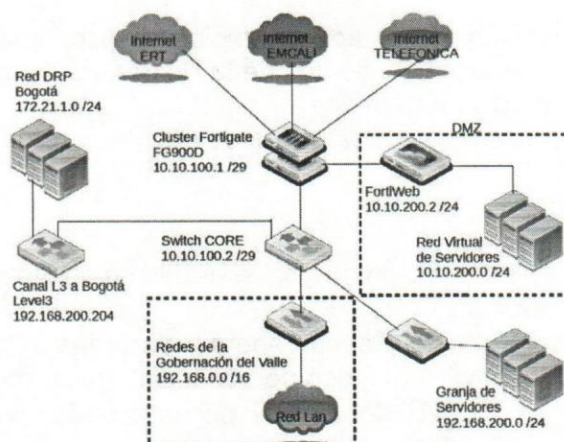 Internet
ERT
Internet
EMCALI
Internet
TELEFONICA
Red DRP
Bogotá
172.21.1.0 /24
Cluster Fortigate
FG900D
10.10.100.1 /29
DMZ
FortiWeb
10.10.200.2 /24
Red Virtual
de Servidores
10.10.200.0 /24
Switch CORE
10.10.100.2 /29
Canal L3 a Bogotá
Level3
192.168.200.204
Redes de la
Gobernación del Valle
192.168.0.0 /16
Red Lan
Granja de
Servidores
192.168.200.0 /24